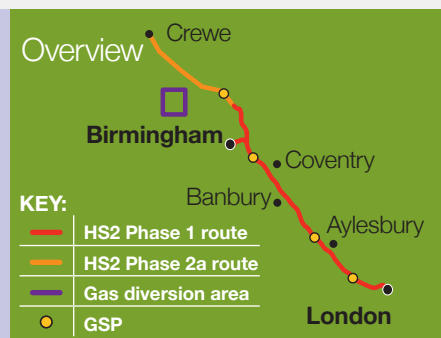 Crewe
Overview
Birmingham
Coventry
Banbury
KEY:
Aylesbury
HS2 Phase 1 route
HS2 Phase 2a route
Gas diversion area
GSP
London